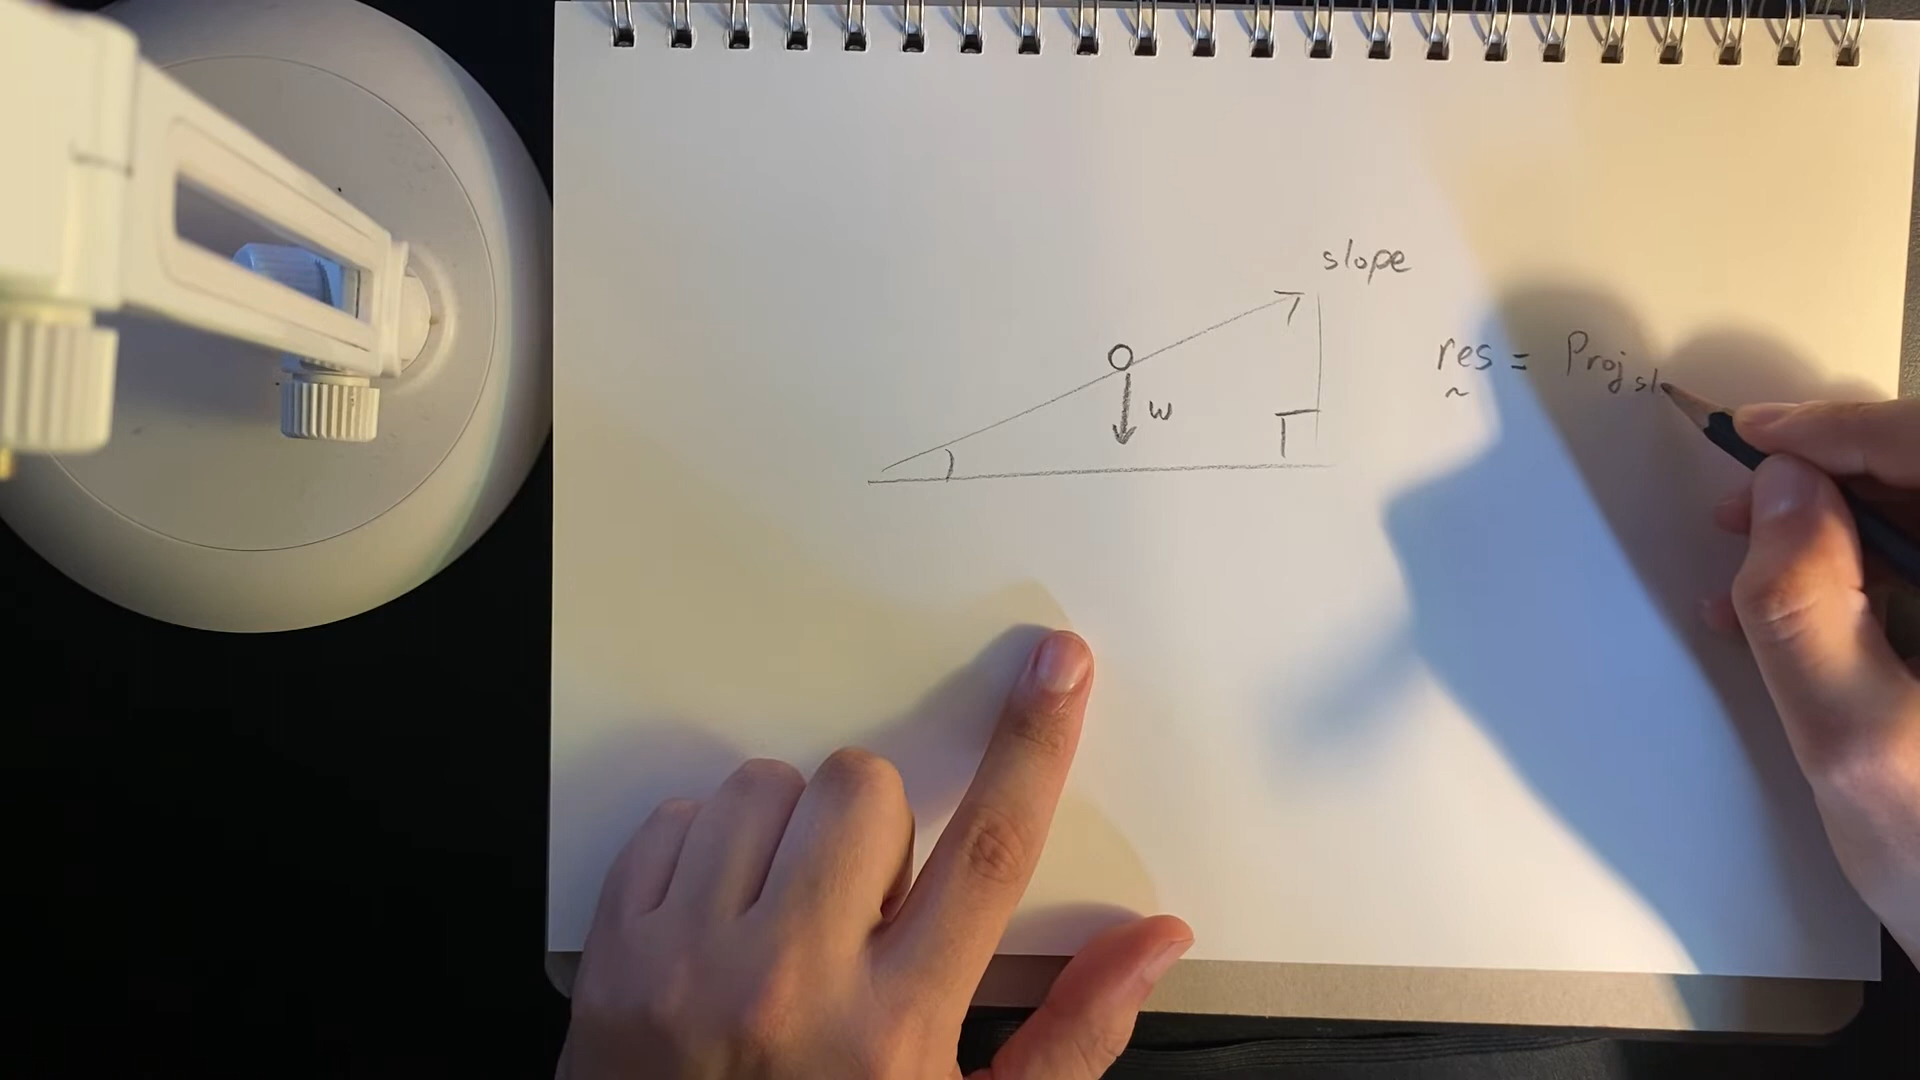 slope
res = Proj sl
~
w